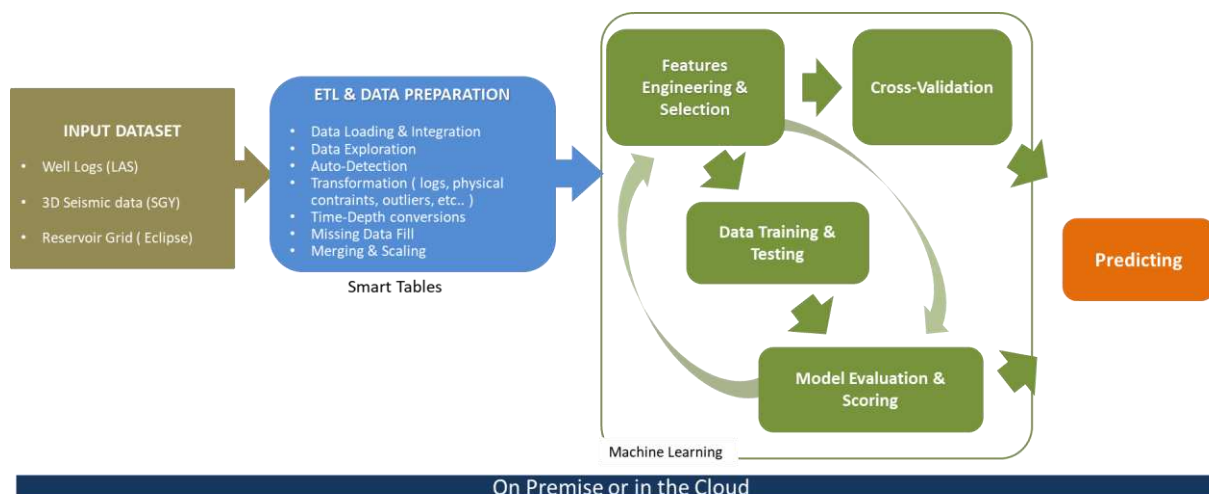 INPUT DATASET
• Well Logs (LAS)
• 3D Seismic data (SGY)
• Reservoir Grid ( Eclipse)
ETL & DATA PREPARATION
• Data Loading & Integration
• Data Exploration
• Auto-Detection
• Transformation ( logs, physical
contraints, outliers, etc.. )
• Time-Depth conversions
• Missing Data Fill
• Merging & Scaling
Smart Tables
Features
Engineering &
Selection
Cross-Validation
Data Training &
Testing
Model Evaluation &
Scoring
Machine Learning
Predicting
On Premise or in the Cloud